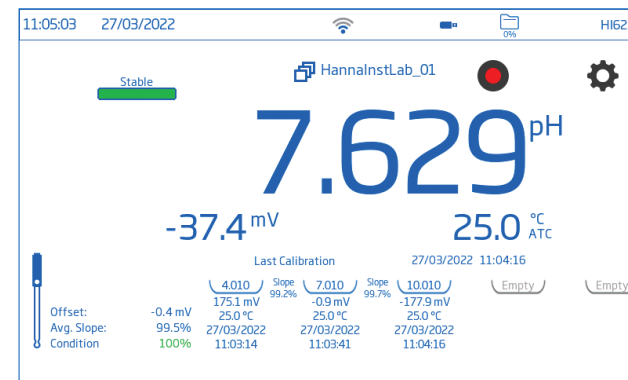 11:05:03 27/03/2022 0% HI62
Stable
HannaInstLab_01
7.629 pH
-37.4 mV 25.0 °C ATC
Last Calibration 27/03/2022 11:04:16
4.010 Slope 99.2% 7.010 Slope 99.7% 10.010 Empty Empty
175.1 mV -0.9 mV -177.9 mV
25.0 °C 25.0 °C 25.0 °C
27/03/2022 27/03/2022 27/03/2022
11:03:14 11:03:41 11:04:16
Offset: -0.4 mV
Avg. Slope: 99.5%
Condition 100%